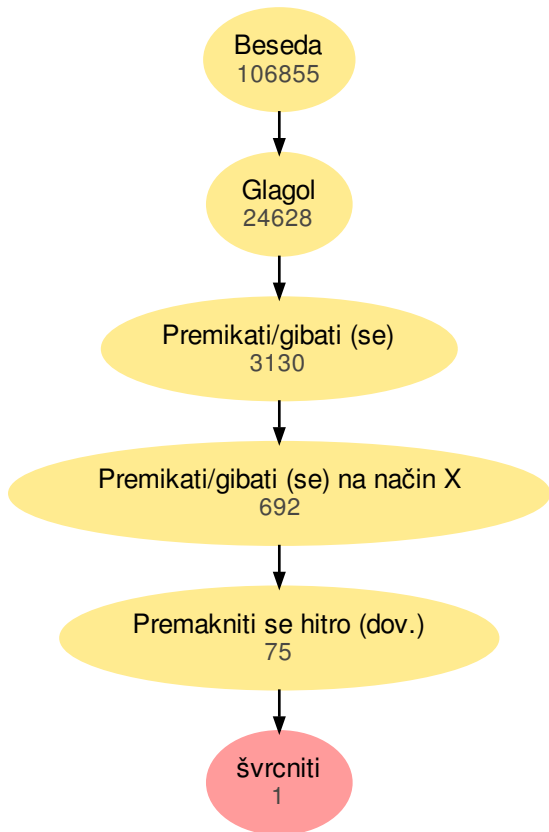 Beseda
106855
Glagol
24628
Premikati/gibati (se)
3130
Premikati/gibati (se) na način X
692
Premakniti se hitro (dov.)
75
švrcniti
1